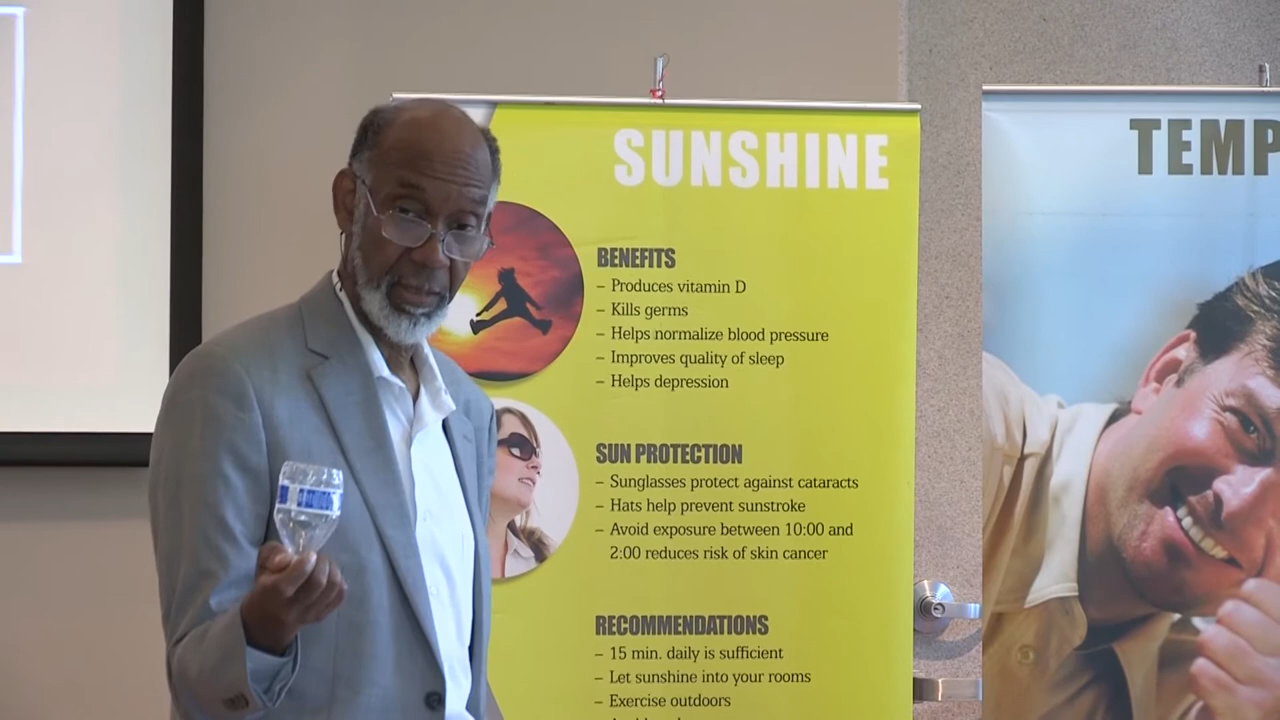 SUNSHINE
BENEFITS
– Produces vitamin D
– Kills germs
– Helps normalize blood pressure
– Improves quality of sleep
– Helps depression
SUN PROTECTION
– Sunglasses protect against cataracts
– Hats help prevent sunstroke
– Avoid exposure between 10:00 and
2:00 reduces risk of skin cancer
RECOMMENDATIONS
– 15 min. daily is sufficient
– Let sunshine into your rooms
– Exercise outdoors
TEMP